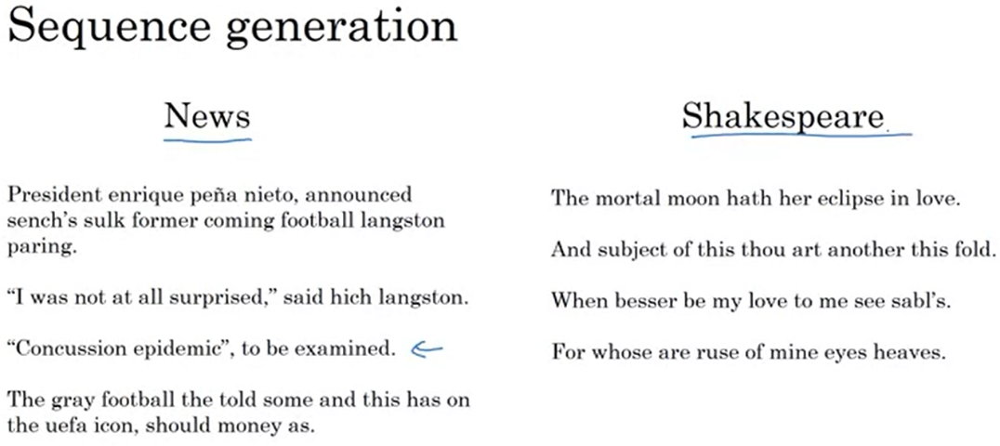 Sequence generation
News
President enrique peña nieto, announced
sench’s sulk former coming football langston
paring.
“I was not at all surprised,” said hich langston.
“Concussion epidemic”, to be examined.
The gray football the told some and this has on
the uefa icon, should money as.
Shakespeare
The mortal moon hath her eclipse in love.
And subject of this thou art another this fold.
When besser be my love to me see sabl’s.
For whose are ruse of mine eyes heaves.